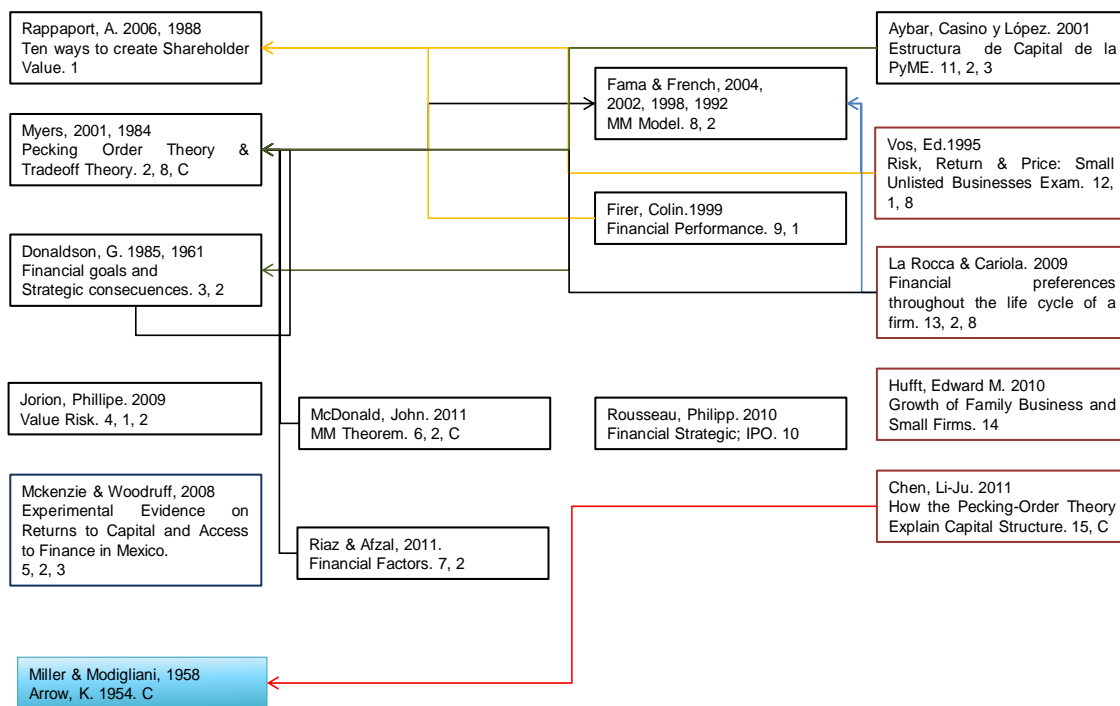 Rappaport, A. 2006, 1988
Ten ways to create Shareholder
Value. 1
Myers, 2001, 1984
Pecking Order Theory &
Tradeoff Theory. 2, 8, C
Donaldson, G. 1985, 1961
Financial goals and
Strategic consecuences. 3, 2
Jorion, Phillipe. 2009
Value Risk. 4, 1, 2
Mckenzie & Woodruff, 2008
Experimental Evidence on
Returns to Capital and Access
to Finance in Mexico.
5, 2, 3
Miller & Modigliani, 1958
Arrow, K. 1954. C
McDonald, John. 2011
MM Theorem. 6, 2, C
Riaz & Afzal, 2011.
Financial Factors. 7, 2
Fama & French, 2004,
2002, 1998, 1992
MM Model. 8, 2
Firer, Colin.1999
Financial Performance. 9, 1
Rousseau, Philipp. 2010
Financial Strategic; IPO. 10
Aybar, Casino y López. 2001
Estructura de Capital de la
PyME. 11, 2, 3
Vos, Ed.1995
Risk, Return & Price: Small
Unlisted Businesses Exam. 12,
1, 8
La Rocca & Cariola. 2009
Financial preferences
throughout the life cycle of a
firm. 13, 2, 8
Hufft, Edward M. 2010
Growth of Family Business and
Small Firms. 14
Chen, Li-Ju. 2011
How the Pecking-Order Theory
Explain Capital Structure. 15, C